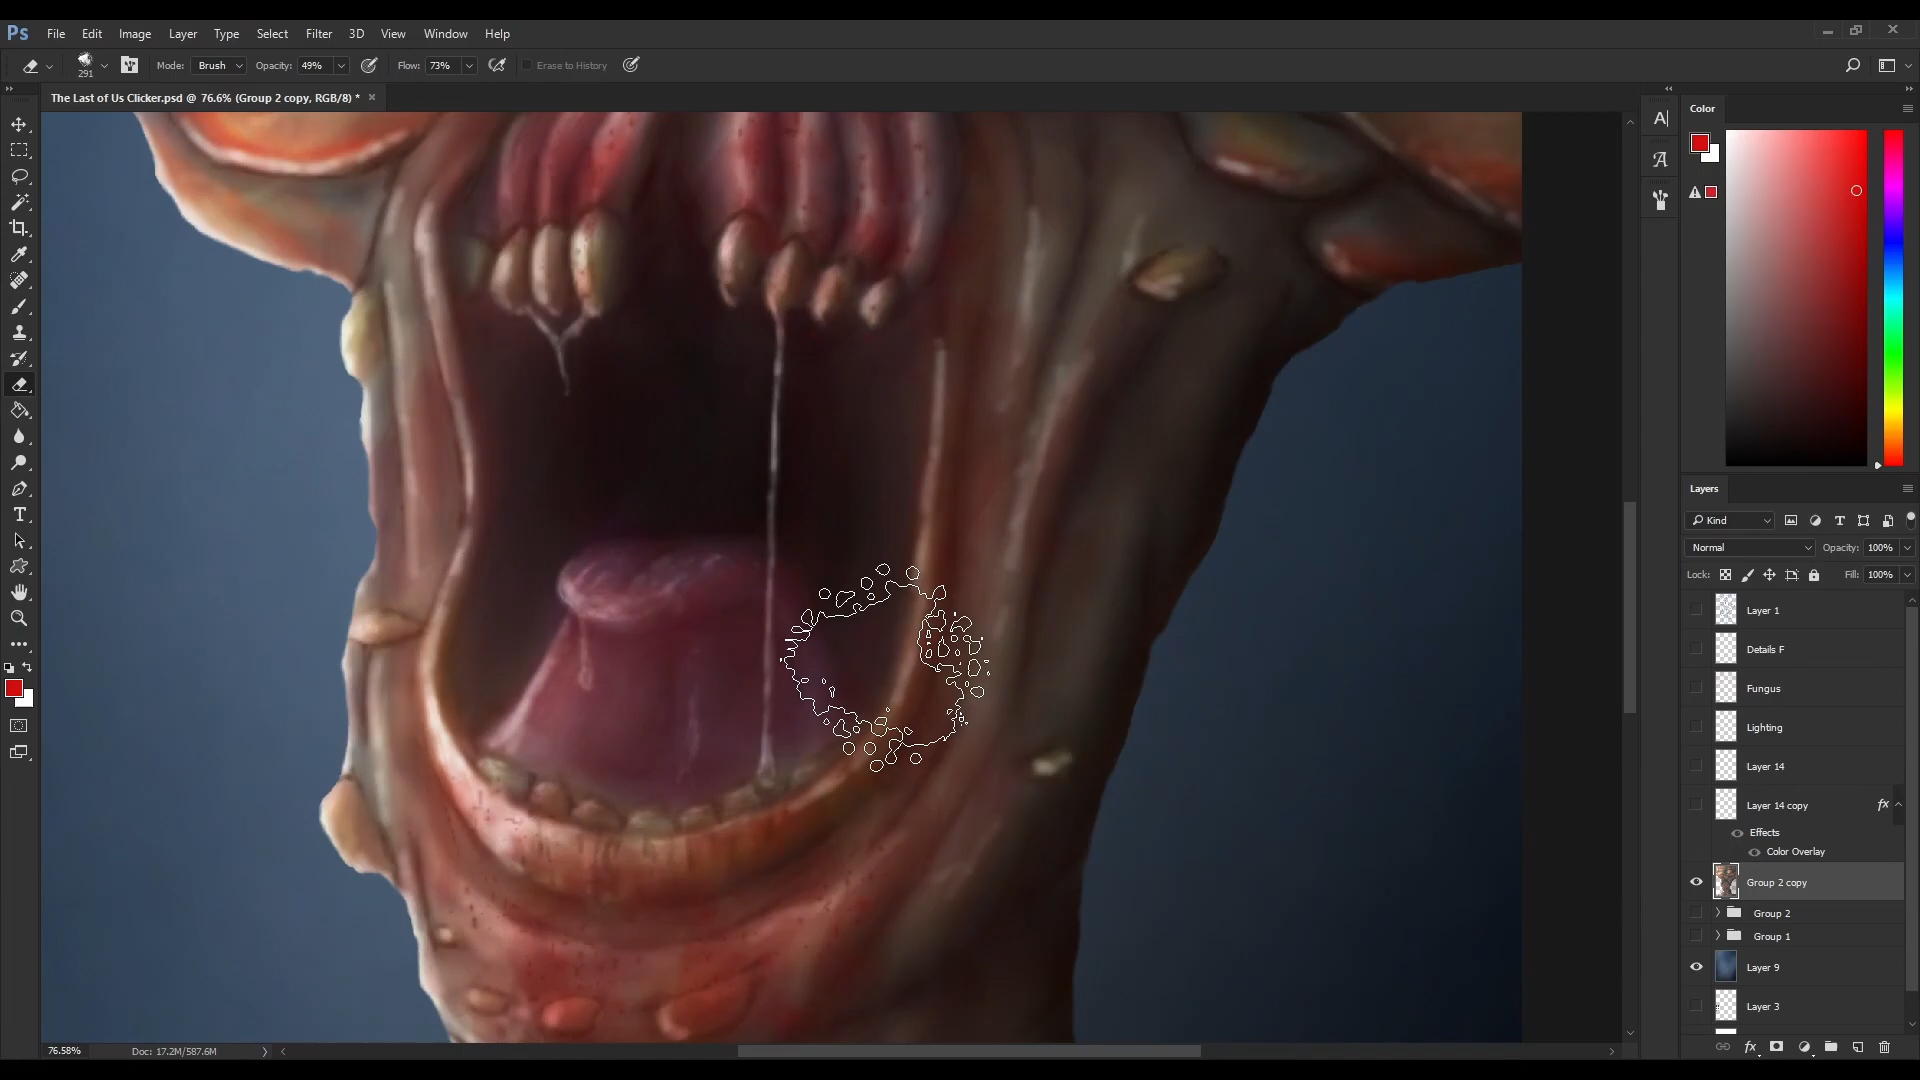 Ps File Edit Image Layer Type Select Filter 3D View Window Help
291 Mode: Brush Opacity: 49% Flow: 73% Erase to History
The Last of Us Clicker.psd @ 76.6% (Group 2 copy, RGB/8) *
Color
Layers
Kind
Normal Opacity: 100%
Lock: Fill: 100%
Layer 1
Details F
Fungus
Lighting
Layer 14
Layer 14 copy fx
Effects
Color Overlay
Group 2 copy
Group 2
Group 1
Layer 9
Layer 3
76.58% Doc: 17.2M/587.6M
fx